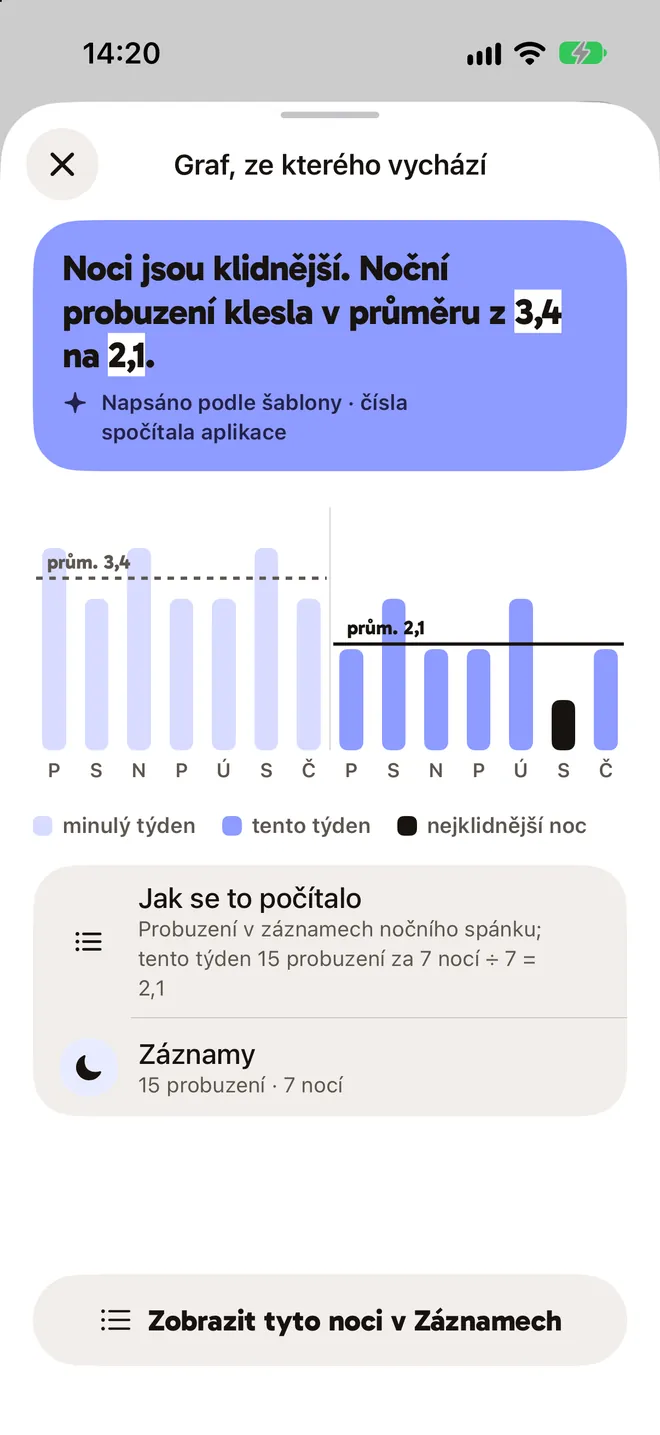 14:20
Graf, ze kterého vychází
Noci jsou klidnější. Noční
probuzení klesla v průměru z 3,4
na 2,1.
Napsáno podle šablony · čísla
spočítala aplikace
prům. 3,4
prům. 2,1
P S N P Ú S Č P S N P Ú S Č
minulý týden tento týden nejklidnější noc
Jak se to počítalo
Probuzení v záznamech nočního spánku;
tento týden 15 probuzení za 7 nocí ÷ 7 =
2,1
Záznamy
15 probuzení · 7 nocí
Zobrazit tyto noci v Záznamech